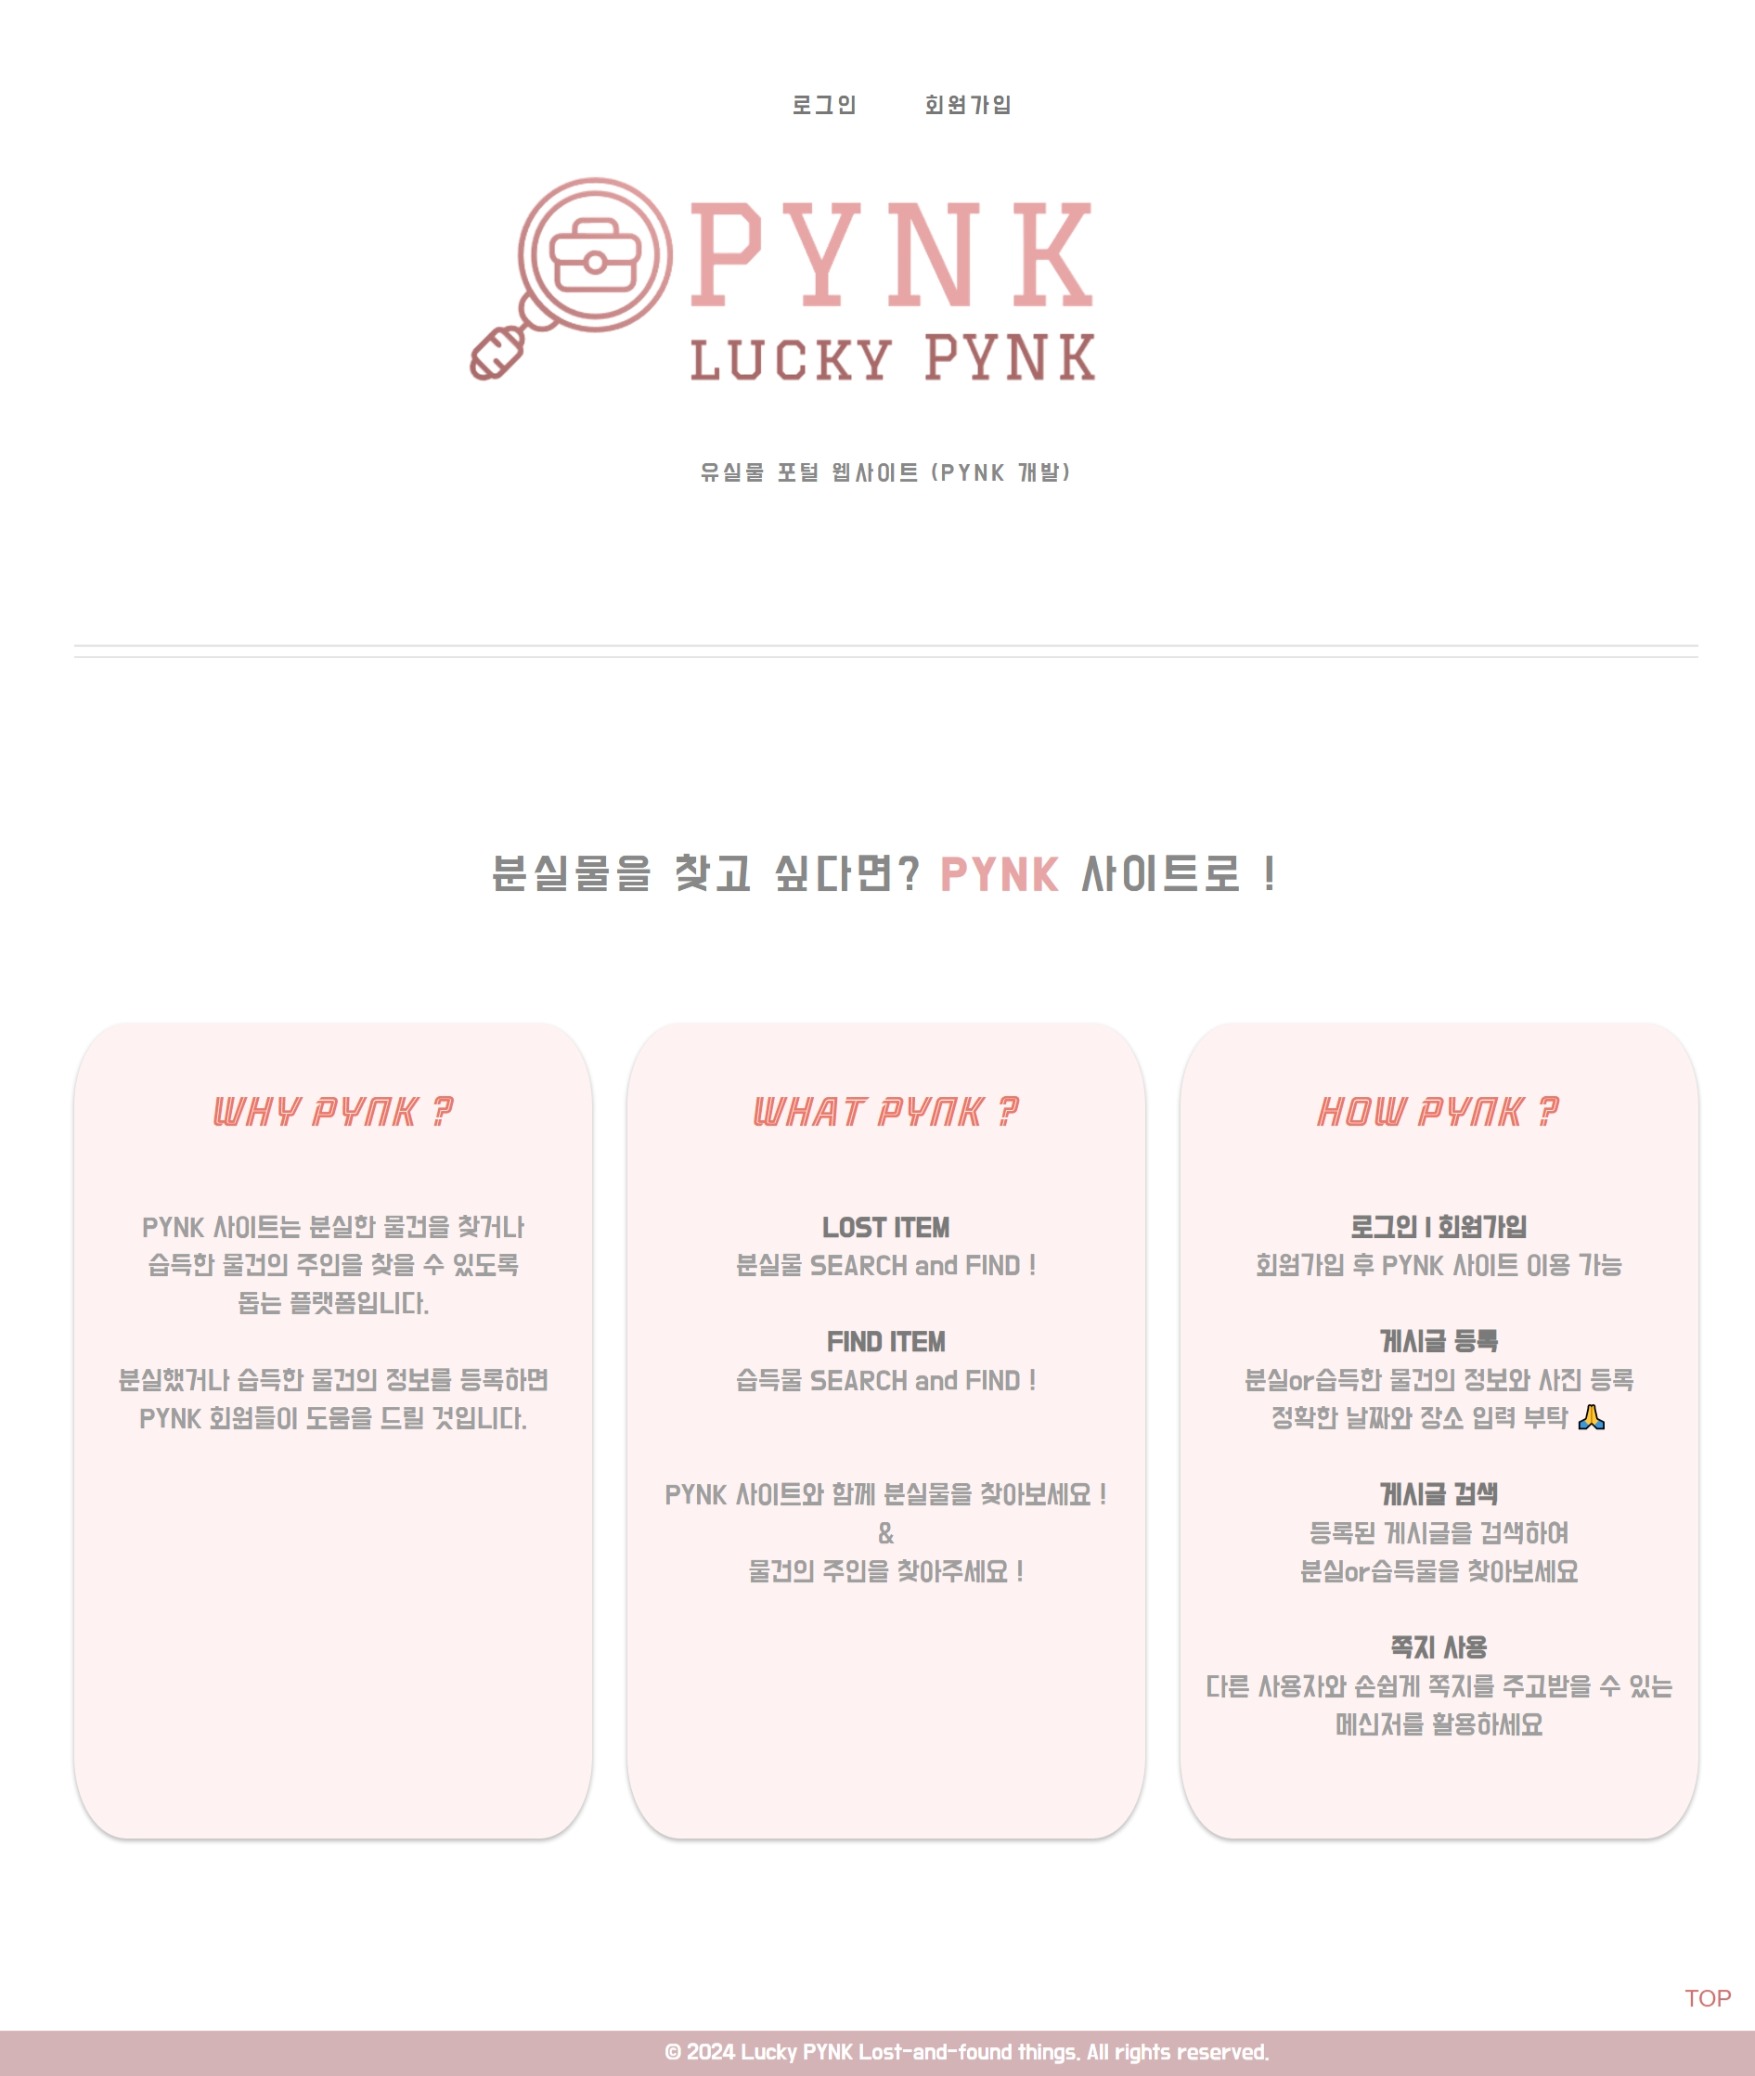 로그인 회원가입
PYNK
LUCKY PYNK
유실물 포털 웹사이트 (PYNK 개발)
분실물을 찾고 싶다면? PYNK 사이트로 !
WHY PYNK ?
PYNK 사이트는 분실한 물건을 찾거나
습득한 물건의 주인을 찾을 수 있도록
돕는 플랫폼입니다.
분실했거나 습득한 물건의 정보를 등록하면
PYNK 회원들이 도움을 드릴 것입니다.
WHAT PYNK ?
LOST ITEM
분실물 SEARCH and FIND !
FIND ITEM
습득물 SEARCH and FIND !
PYNK 사이트와 함께 분실물을 찾아보세요 !
&
물건의 주인을 찾아주세요 !
HOW PYNK ?
로그인 | 회원가입
회원가입 후 PYNK 사이트 이용 가능
게시글 등록
분실or습득한 물건의 정보와 사진 등록
정확한 날짜와 장소 입력 부탁 🙏
게시글 검색
등록된 게시글을 검색하여
분실or습득물을 찾아보세요
쪽지 사용
다른 사용자와 손쉽게 쪽지를 주고받을 수 있는
메신저를 활용하세요
TOP
© 2024 Lucky PYNK Lost-and-found things. All rights reserved.